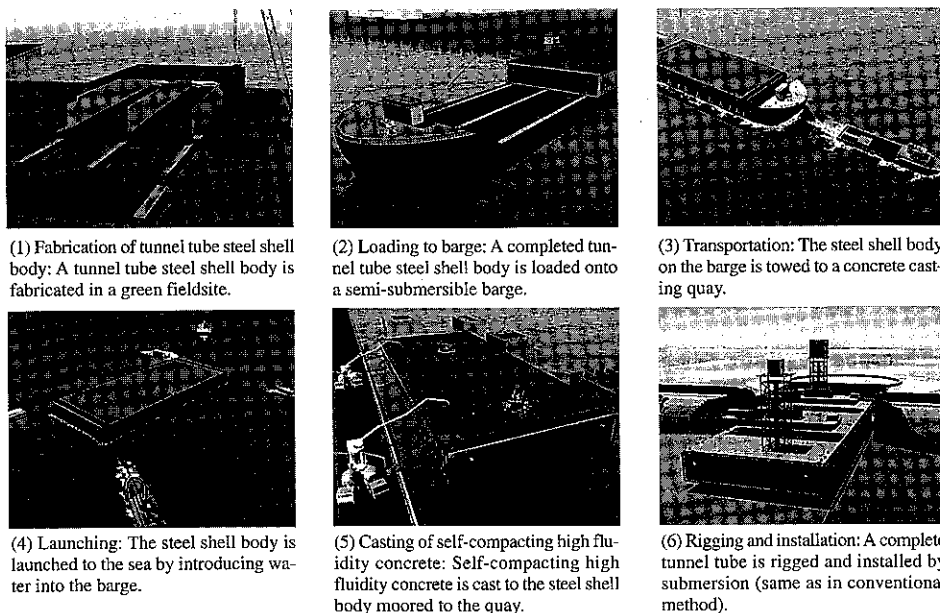 (1) Fabrication of tunnel tube steel shell
body: A tunnel tube steel shell body is
fabricated in a green fieldsite.
(2) Loading to barge: A completed tun-
nel tube steel shell body is loaded onto
a semi-submersible barge.
(3) Transportation: The steel shell body
on the barge is towed to a concrete cast-
ing quay.
(4) Launching: The steel shell body is
launched to the sea by introducing wa-
ter into the barge.
(5) Casting of self-compacting high flu-
idity concrete: Self-compacting high
fluidity concrete is cast to the steel shell
body moored to the quay.
(6) Rigging and installation: A complete
tunnel tube is rigged and installed by
submersion (same as in conventional
method).